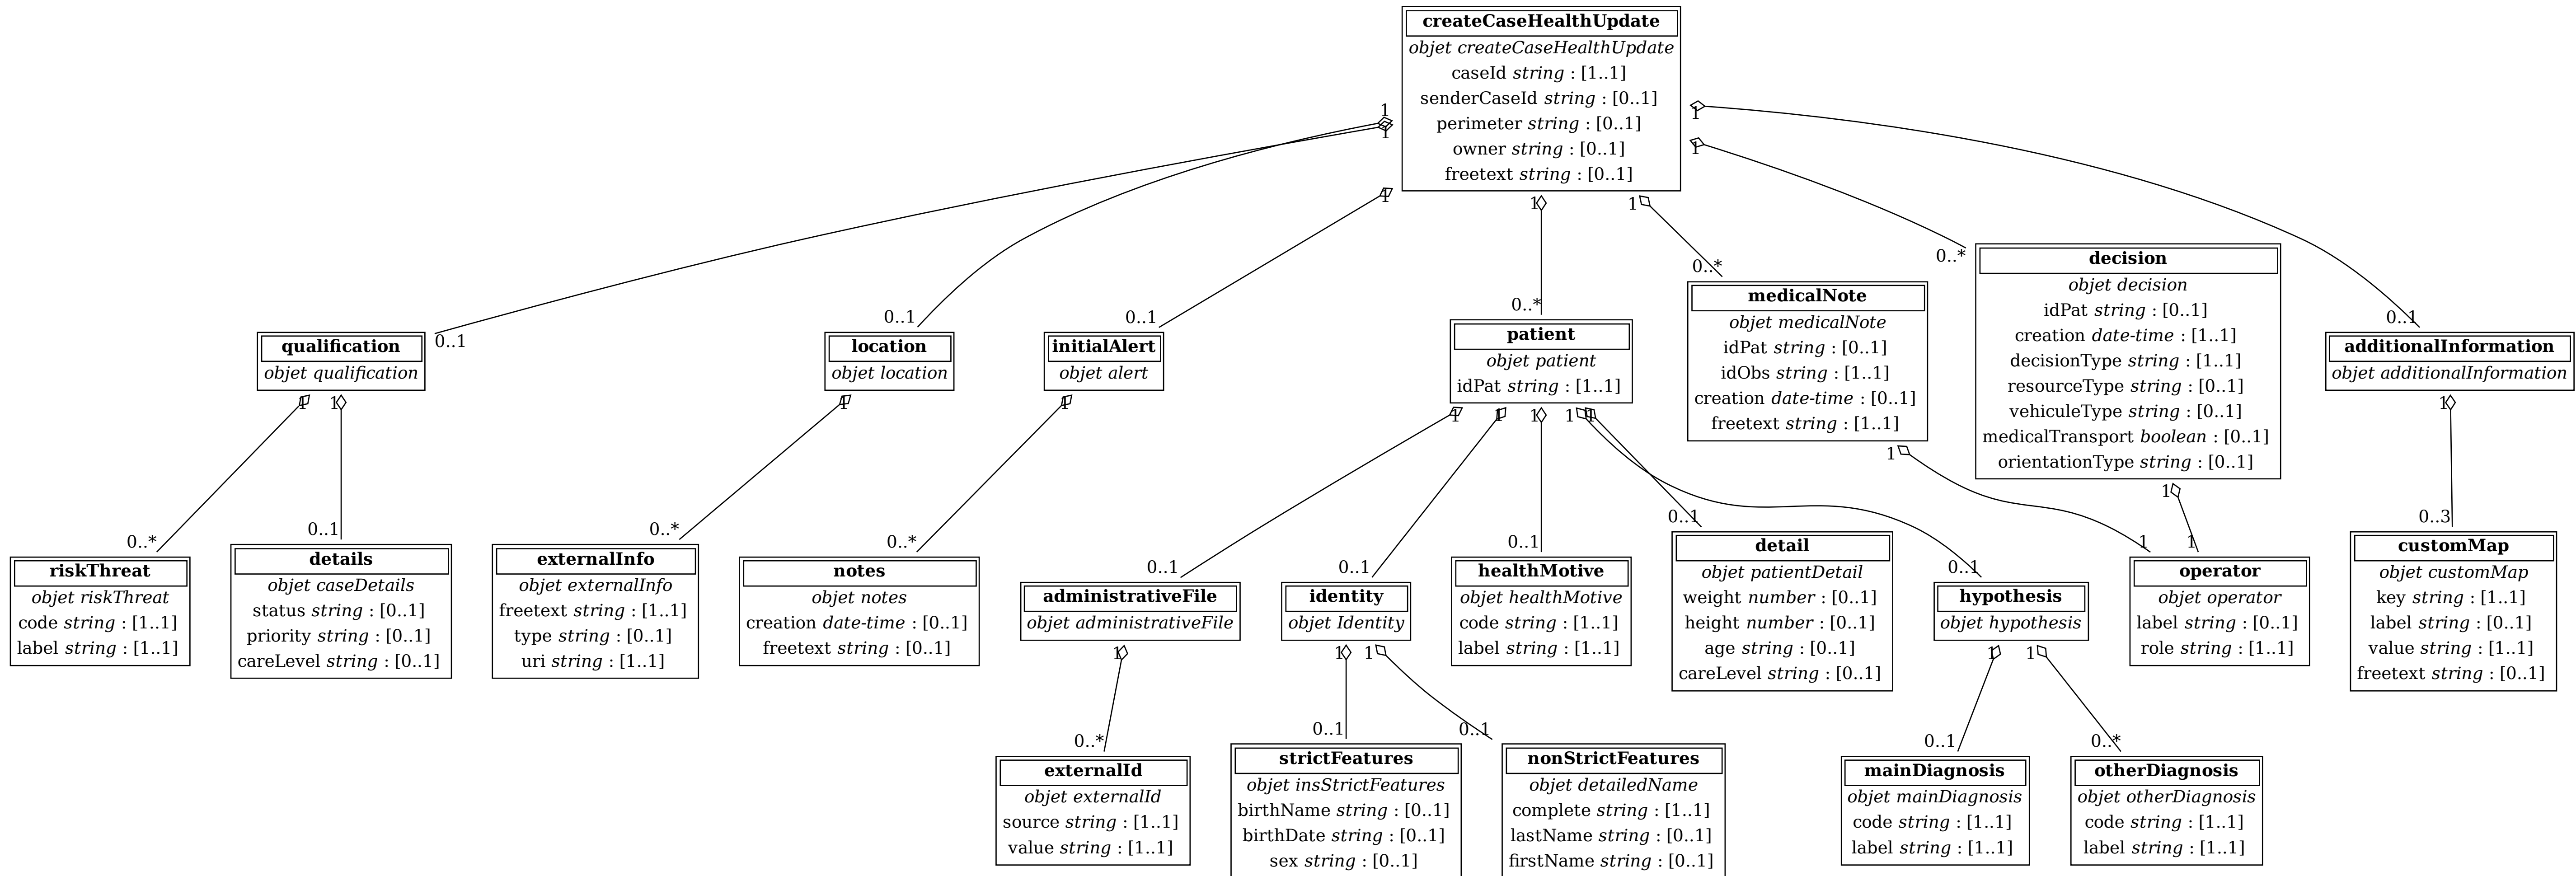 createCaseHealthUpdate
objet createCaseHealthUpdate
caseId string : [1..1]
senderCaseId string : [0..1]
perimeter string : [0..1]
owner string : [0..1]
freetext string : [0..1]
1
1
1
1
1
1
1
0..1
0..1
0..1
0..*
0..*
0..*
0..1
qualification
objet qualification
location
objet location
initialAlert
objet alert
patient
objet patient
idPat string : [1..1]
medicalNote
objet medicalNote
idPat string : [0..1]
idObs string : [1..1]
creation date-time : [0..1]
freetext string : [1..1]
decision
objet decision
idPat string : [0..1]
creation date-time : [1..1]
decisionType string : [1..1]
resourceType string : [0..1]
vehiculeType string : [0..1]
medicalTransport boolean : [0..1]
orientationType string : [0..1]
additionalInformation
objet additionalInformation
1
1
1
1
1
1
1
1
1
1
1
1
0..*
0..1
0..*
0..*
0..1
0..1
0..1
0..1
0..1
1
1
0..3
riskThreat
objet riskThreat
code string : [1..1]
label string : [1..1]
details
objet caseDetails
status string : [0..1]
priority string : [0..1]
careLevel string : [0..1]
externalInfo
objet externalInfo
freetext string : [1..1]
type string : [0..1]
uri string : [1..1]
notes
objet notes
creation date-time : [0..1]
freetext string : [0..1]
administrativeFile
objet administrativeFile
identity
objet Identity
healthMotive
objet healthMotive
code string : [1..1]
label string : [1..1]
detail
objet patientDetail
weight number : [0..1]
height number : [0..1]
age string : [0..1]
careLevel string : [0..1]
hypothesis
objet hypothesis
operator
objet operator
label string : [0..1]
role string : [1..1]
customMap
objet customMap
key string : [1..1]
label string : [0..1]
value string : [1..1]
freetext string : [0..1]
1
1
1
1
1
0..*
0..1
0..1
0..1
0..*
externalId
objet externalId
source string : [1..1]
value string : [1..1]
strictFeatures
objet insStrictFeatures
birthName string : [0..1]
birthDate string : [0..1]
sex string : [0..1]
nonStrictFeatures
objet detailedName
complete string : [1..1]
lastName string : [0..1]
firstName string : [0..1]
mainDiagnosis
objet mainDiagnosis
code string : [1..1]
label string : [1..1]
otherDiagnosis
objet otherDiagnosis
code string : [1..1]
label string : [1..1]